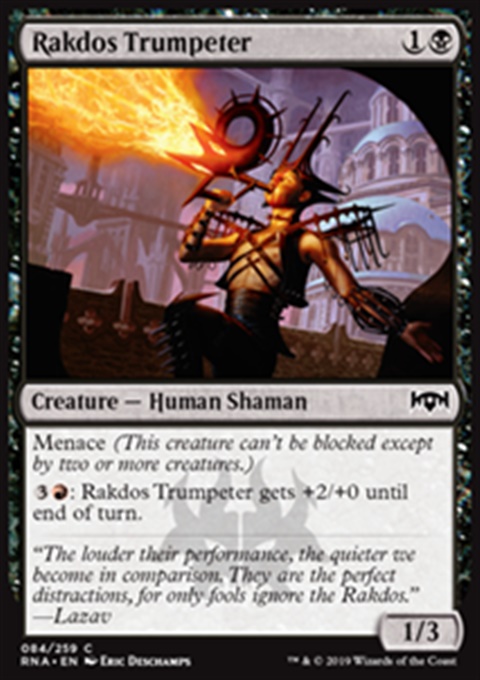 Rakdos Trumpeter 1
Creature — Human Shaman
Menace (This creature can't be blocked except
by two or more creatures.)
3: Rakdos Trumpeter gets +2/+0 until
end of turn.
"The louder their performance, the quieter we
become in comparison. They are the perfect
distractions, for only fools ignore the Rakdos."
—Lazav
1/3
084/259 C
RNA • EN Eric Deschamps
™ & © 2019 Wizards of the Coast